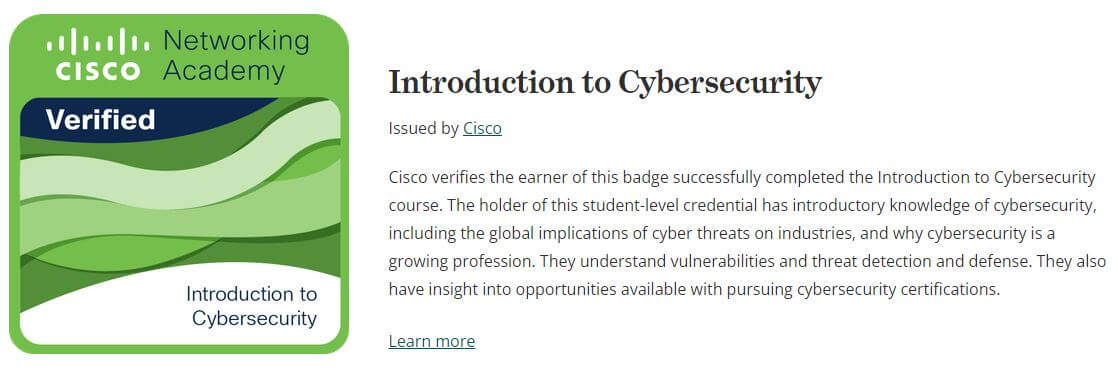 CISCO
Networking
Academy
Verified
Introduction to
Cybersecurity
Introduction to Cybersecurity
Issued by Cisco
Cisco verifies the earner of this badge successfully completed the Introduction to Cybersecurity
course. The holder of this student-level credential has introductory knowledge of cybersecurity,
including the global implications of cyber threats on industries, and why cybersecurity is a
growing profession. They understand vulnerabilities and threat detection and defense. They also
have insight into opportunities available with pursuing cybersecurity certifications.
Learn more